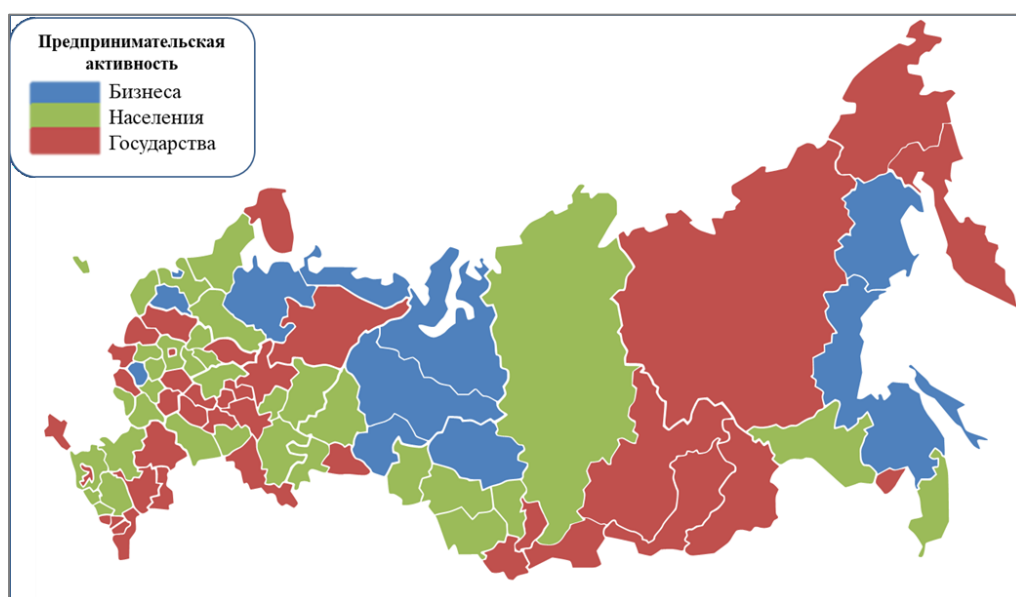 Предпринимательская
активность
Бизнеса
Населения
Государства